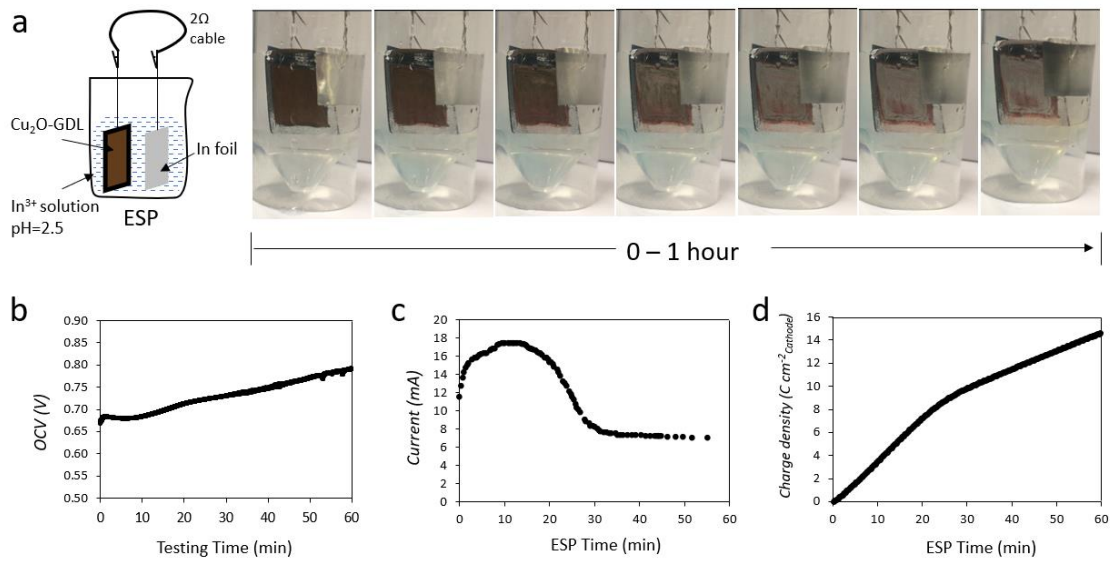 a
2Ω
cable
Cu₂O-GDL
In foil
In³⁺ solution
pH=2.5
ESP
0 – 1 hour
b
0.90
0.85
0.80
0.75
0.70
0.65
0.60
0.55
0.50
OCV (V)
0 10 20 30 40 50 60
Testing Time (min)
c
20
18
16
14
12
10
8
6
4
2
0
Current (mA)
0 10 20 30 40 50 60
ESP Time (min)
d
16
14
12
10
8
6
4
2
0
Charge density (C cm⁻²Cathode)
0 10 20 30 40 50 60
ESP Time (min)